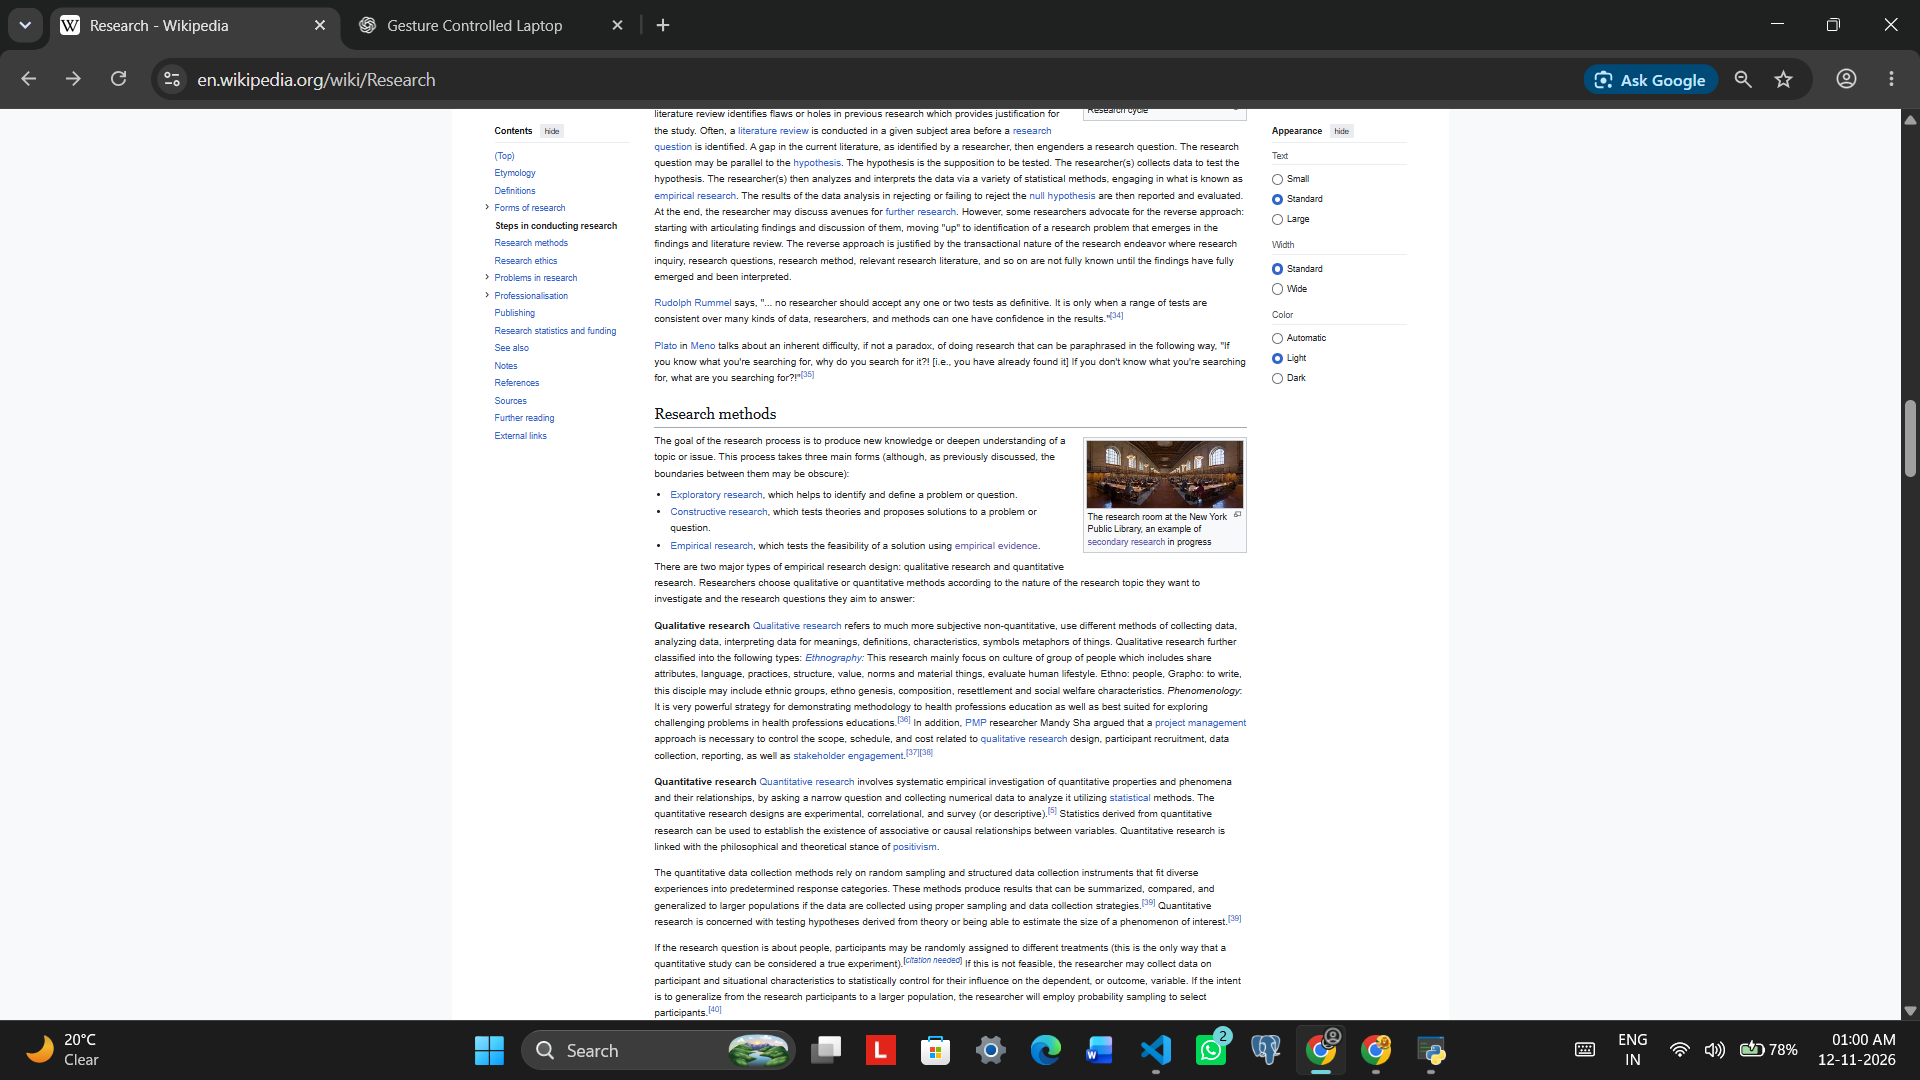 Research - Wikipedia
Gesture Controlled Laptop
en.wikipedia.org/wiki/Research
Ask Google
Contents hide
(Top)
Etymology
Definitions
Forms of research
Steps in conducting research
Research methods
Research ethics
Problems in research
Professionalisation
Publishing
Research statistics and funding
See also
Notes
References
Sources
Further reading
External links
literature review identifies flaws or holes in previous research which provides justification for
the study. Often, a literature review is conducted in a given subject area before a research
question is identified. A gap in the current literature, as identified by a researcher, then engenders a research question. The research
question may be parallel to the hypothesis. The hypothesis is the supposition to be tested. The researcher(s) collects data to test the
hypothesis. The researcher(s) then analyzes and interprets the data via a variety of statistical methods, engaging in what is known as
empirical research. The results of the data analysis in rejecting or failing to reject the null hypothesis are then reported and evaluated.
At the end, the researcher may discuss avenues for further research. However, some researchers advocate for the reverse approach:
starting with articulating findings and discussion of them, moving "up" to identification of a research problem that emerges in the
findings and literature review. The reverse approach is justified by the transactional nature of the research endeavor where research
inquiry, research questions, research method, relevant research literature, and so on are not fully known until the findings have fully
emerged and been interpreted.
Research cycle
Rudolph Rummel says, "... no researcher should accept any one or two tests as definitive. It is only when a range of tests are
consistent over many kinds of data, researchers, and methods can one have confidence in the results."[34]
Plato in Meno talks about an inherent difficulty, if not a paradox, of doing research that can be paraphrased in the following way, "If
you know what you're searching for, why do you search for it?! [i.e., you have already found it] If you don't know what you're searching
for, what are you searching for?!"[35]
Research methods
The goal of the research process is to produce new knowledge or deepen understanding of a
topic or issue. This process takes three main forms (although, as previously discussed, the
boundaries between them may be obscure):
• Exploratory research, which helps to identify and define a problem or question.
• Constructive research, which tests theories and proposes solutions to a problem or
question.
• Empirical research, which tests the feasibility of a solution using empirical evidence.
The research room at the New York
Public Library, an example of
secondary research in progress
There are two major types of empirical research design: qualitative research and quantitative
research. Researchers choose qualitative or quantitative methods according to the nature of the research topic they want to
investigate and the research questions they aim to answer:
Qualitative research Qualitative research refers to much more subjective non-quantitative, use different methods of collecting data,
analyzing data, interpreting data for meanings, definitions, characteristics, symbols metaphors of things. Qualitative research further
classified into the following types: Ethnography: This research mainly focus on culture of group of people which includes share
attributes, language, practices, structure, value, norms and material things, evaluate human lifestyle. Ethno: people, Grapho: to write,
this disciple may include ethnic groups, ethno genesis, composition, resettlement and social welfare characteristics. Phenomenology:
It is very powerful strategy for demonstrating methodology to health professions education as well as best suited for exploring
challenging problems in health professions educations.[36] In addition, PMP researcher Mandy Sha argued that a project management
approach is necessary to control the scope, schedule, and cost related to qualitative research design, participant recruitment, data
collection, reporting, as well as stakeholder engagement.[37][38]
Quantitative research Quantitative research involves systematic empirical investigation of quantitative properties and phenomena
and their relationships, by asking a narrow question and collecting numerical data to analyze it utilizing statistical methods. The
quantitative research designs are experimental, correlational, and survey (or descriptive).[5] Statistics derived from quantitative
research can be used to establish the existence of associative or causal relationships between variables. Quantitative research is
linked with the philosophical and theoretical stance of positivism.
The quantitative data collection methods rely on random sampling and structured data collection instruments that fit diverse
experiences into predetermined response categories. These methods produce results that can be summarized, compared, and
generalized to larger populations if the data are collected using proper sampling and data collection strategies.[39] Quantitative
research is concerned with testing hypotheses derived from theory or being able to estimate the size of a phenomenon of interest.[39]
If the research question is about people, participants may be randomly assigned to different treatments (this is the only way that a
quantitative study can be considered a true experiment).[citation needed] If this is not feasible, the researcher may collect data on
participant and situational characteristics to statistically control for their influence on the dependent, or outcome, variable. If the intent
is to generalize from the research participants to a larger population, the researcher will employ probability sampling to select
participants.[40]
Appearance hide
Text
Small
Standard
Large
Width
Standard
Wide
Color
Automatic
Light
Dark
20°C
Clear
Search
L
W
2
ENG
IN
78%
01:00 AM
12-11-2026